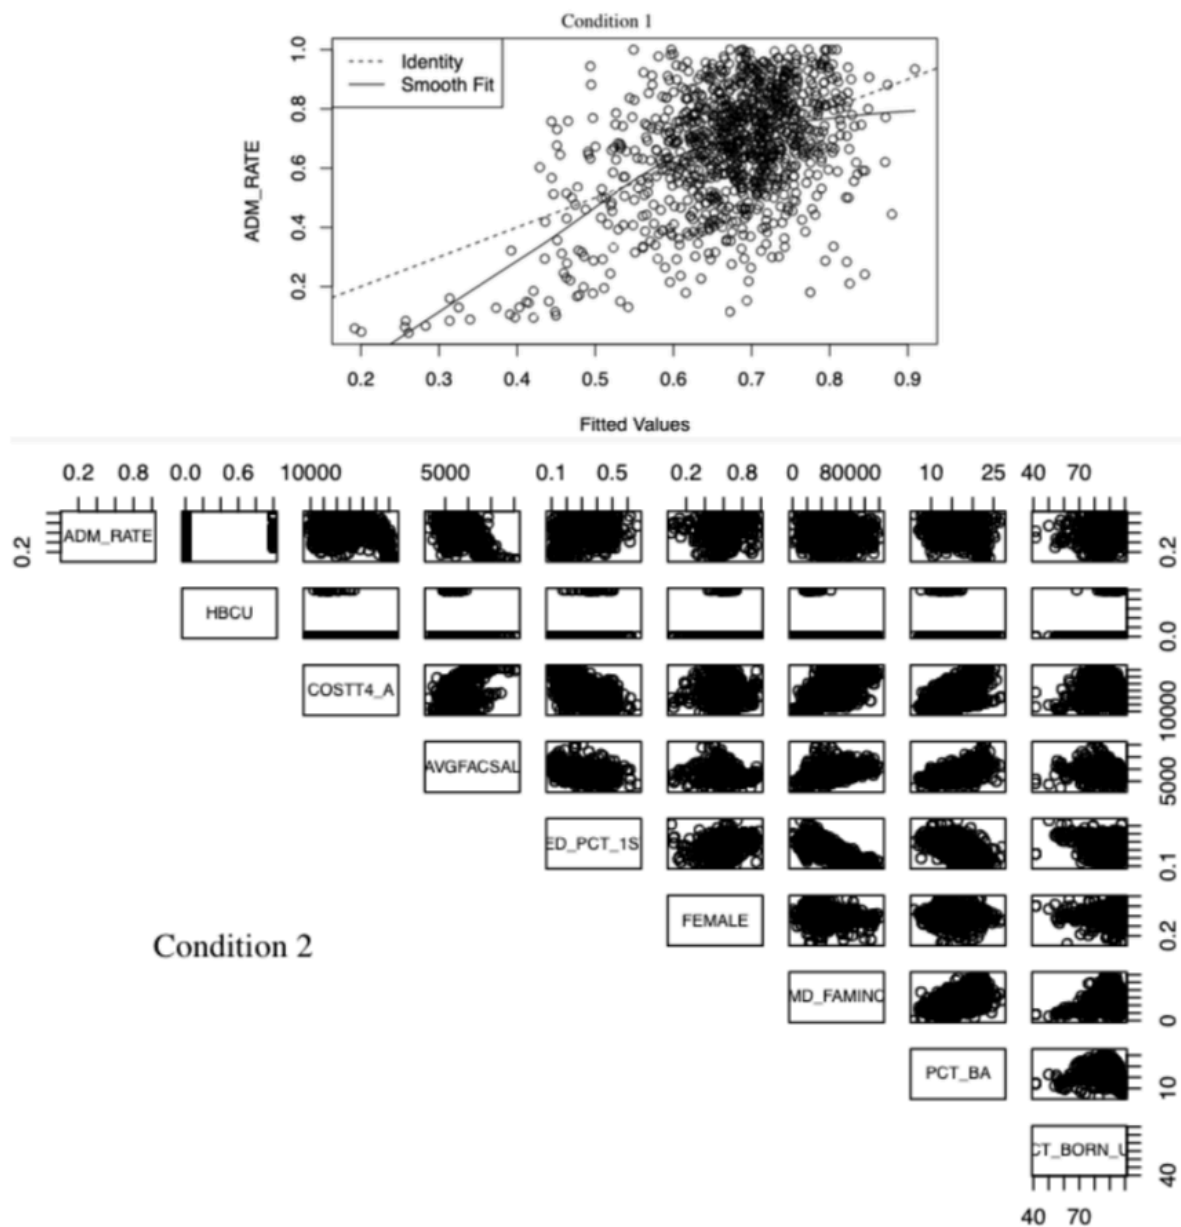 Condition 1
Identity
Smooth Fit
ADM_RATE
1.0
0.8
0.6
0.4
0.2
0.2 0.3 0.4 0.5 0.6 0.7 0.8 0.9
Fitted Values
0.2 0.8 0.0 0.6 10000 5000 0.1 0.5 0.2 0.8 0 80000 10 25 40 70
0.2 ADM_RATE 0.2
HBCU 0.0
COSTT4_A 10000
AVGFACSAL 5000
ED_PCT_1S 0.1
FEMALE 0.2
Condition 2
MD_FAMINC 0
PCT_BA 10
CT_BORN_U 40
40 70